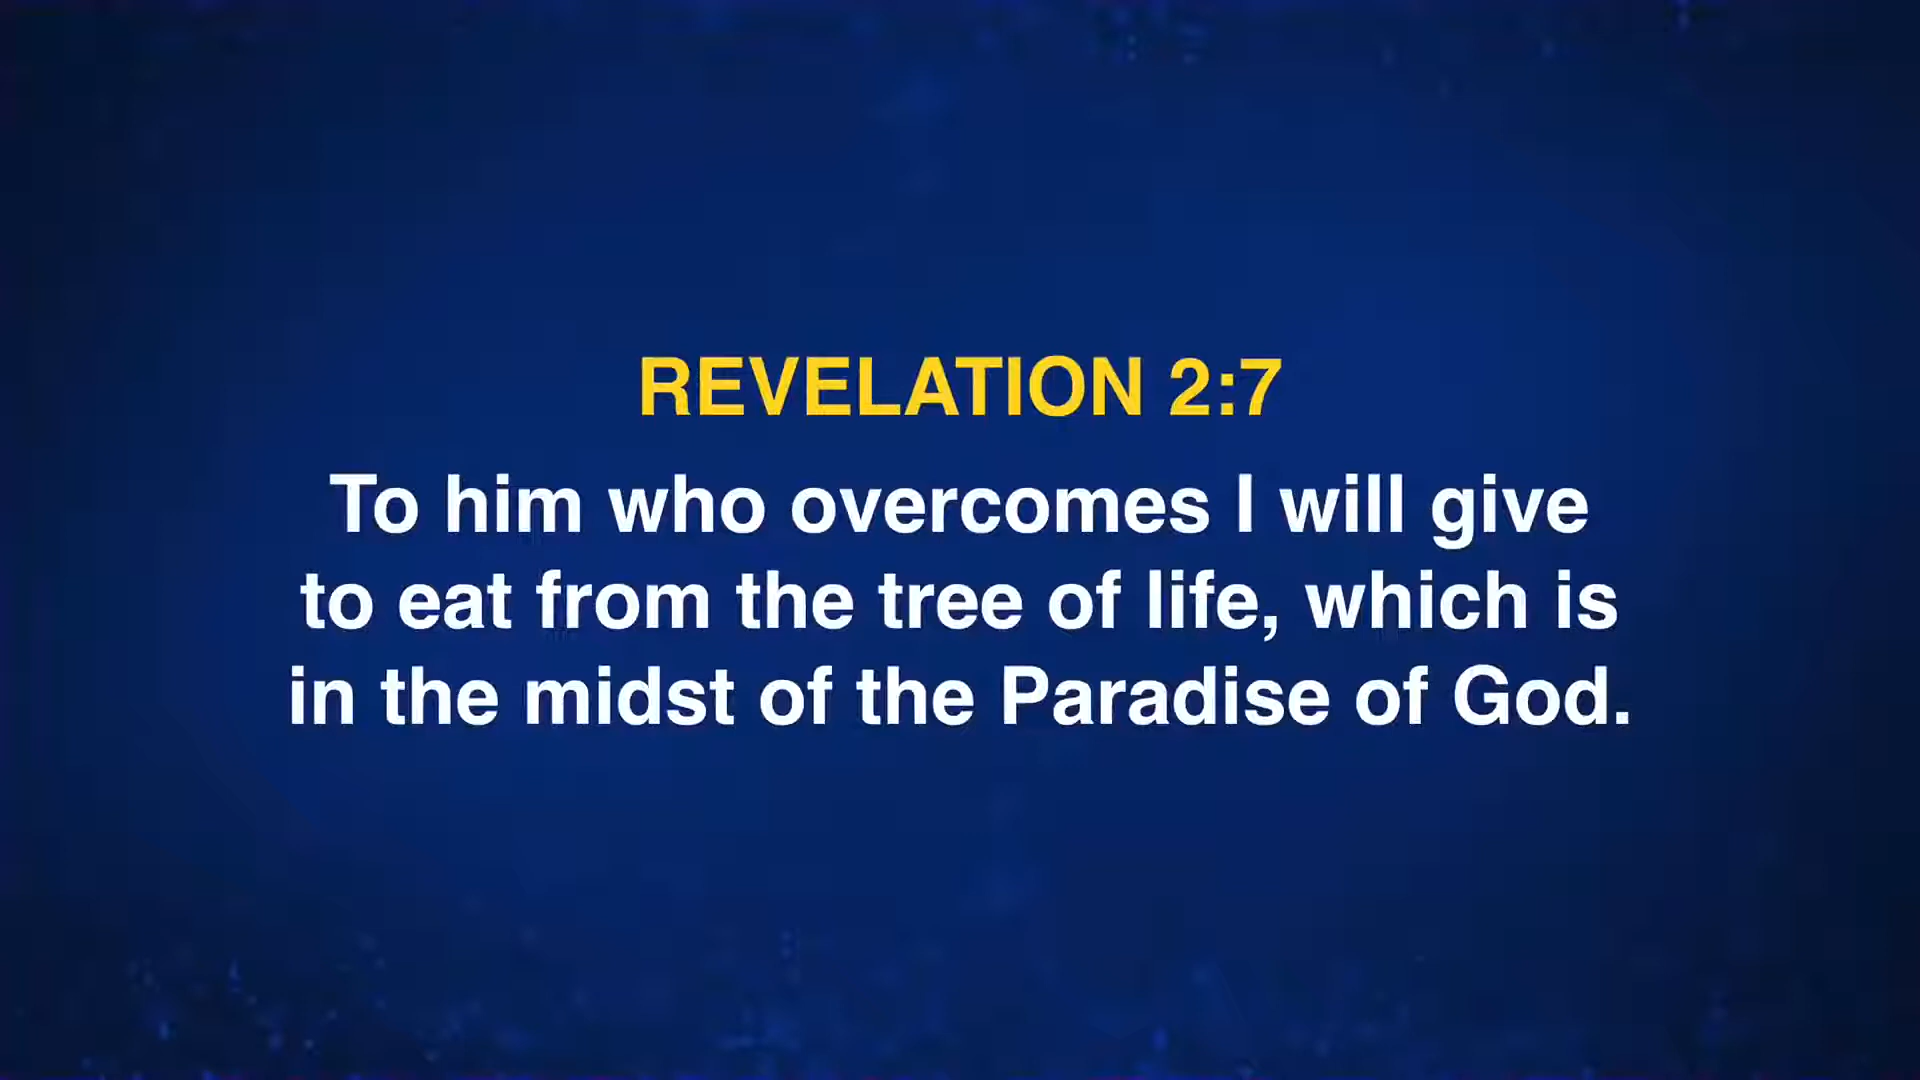 REVELATION 2:7
To him who overcomes I will give
to eat from the tree of life, which is
in the midst of the Paradise of God.